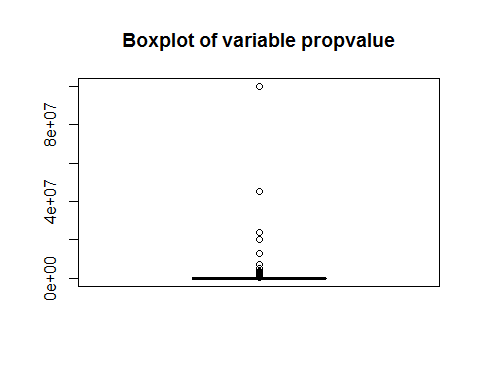 Boxplot of variable propvalue
8e+07
4e+07
0e+00